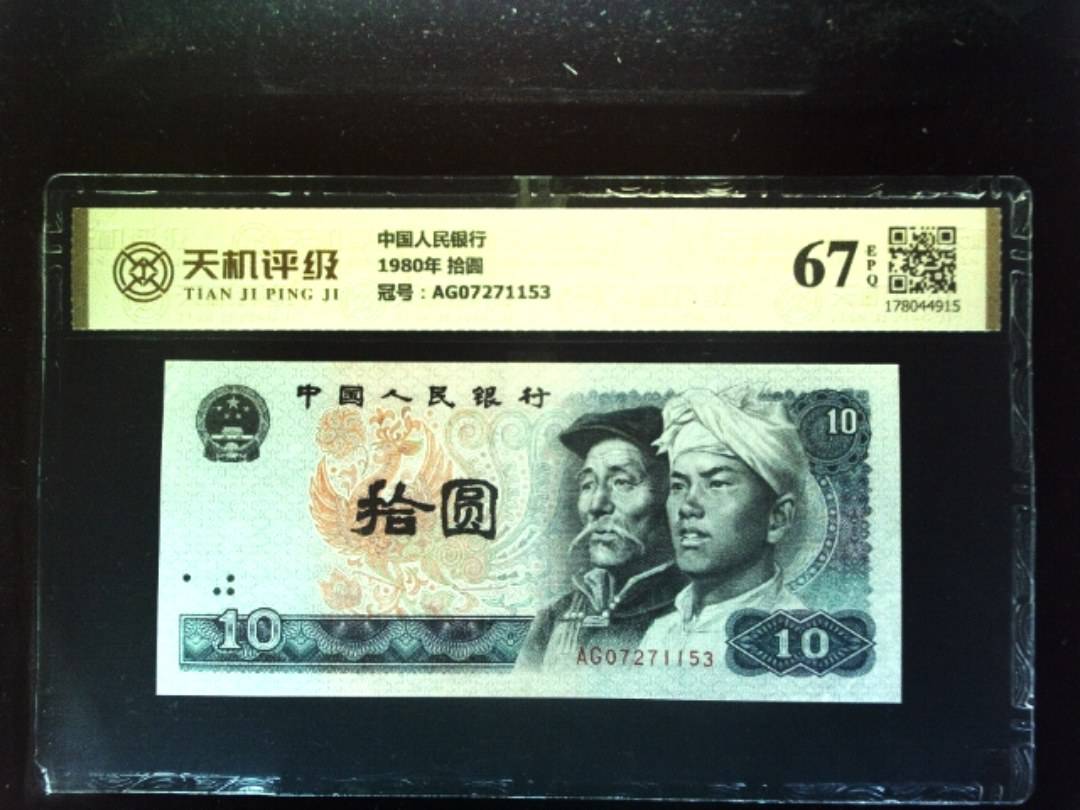 天机评级
TIAN JI PING JI
中国人民银行
1980年 拾圆
冠号：AG07271153
67
EPQ
178044915
中国人民银行
10
拾圆
10
AG07271153
10